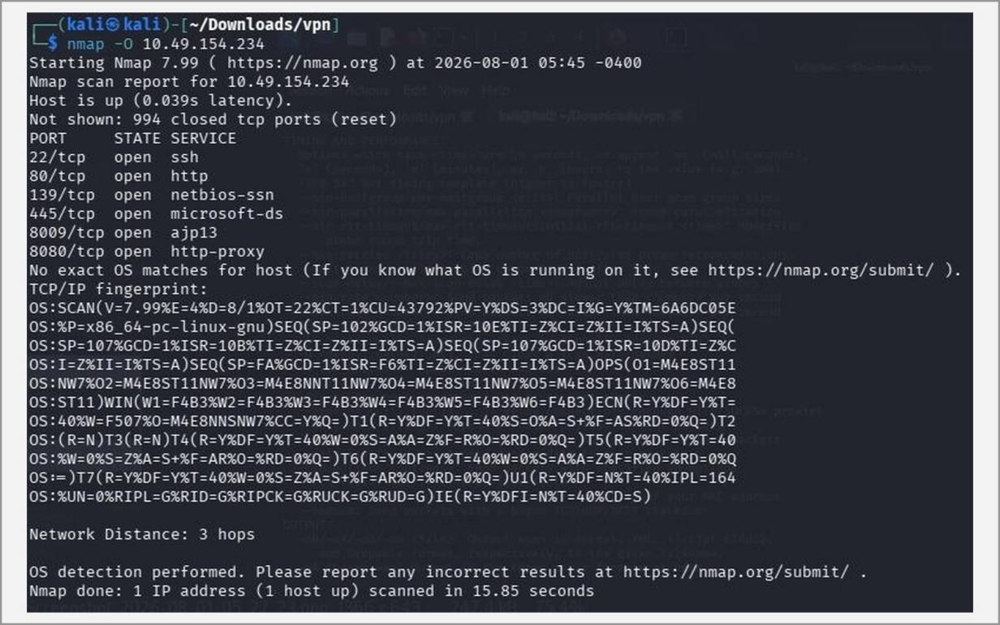 (kali㉿kali)-[~/Downloads/vpn]
$ nmap -O 10.49.154.234
Starting Nmap 7.99 ( https://nmap.org ) at 2026-08-01 05:45 -0400
Nmap scan report for 10.49.154.234
Host is up (0.039s latency).
Not shown: 994 closed tcp ports (reset)
PORT     STATE SERVICE
22/tcp   open  ssh
80/tcp   open  http
139/tcp  open  netbios-ssn
445/tcp  open  microsoft-ds
8009/tcp open  ajp13
8080/tcp open  http-proxy
No exact OS matches for host (If you know what OS is running on it, see https://nmap.org/submit/ ).
TCP/IP fingerprint:
OS:SCAN(V=7.99%E=4%D=8/1%OT=22%CT=1%CU=43792%PV=Y%DS=3%DC=I%G=Y%TM=6A6DC05E
OS:%P=x86_64-pc-linux-gnu)SEQ(SP=102%GCD=1%ISR=10E%TI=Z%CI=Z%II=I%TS=A)SEQ(
OS:SP=107%GCD=1%ISR=10B%TI=Z%CI=Z%II=I%TS=A)SEQ(SP=107%GCD=1%ISR=10D%TI=Z%C
OS:I=Z%II=I%TS=A)SEQ(SP=FA%GCD=1%ISR=F6%TI=Z%CI=Z%II=I%TS=A)OPS(O1=M4E8ST11
OS:NW7%O2=M4E8ST11NW7%O3=M4E8NNT11NW7%O4=M4E8ST11NW7%O5=M4E8ST11NW7%O6=M4E8
OS:ST11)WIN(W1=F4B3%W2=F4B3%W3=F4B3%W4=F4B3%W5=F4B3%W6=F4B3)ECN(R=Y%DF=Y%T=
OS:40%W=F507%O=M4E8NNSNW7%CC=Y%Q=)T1(R=Y%DF=Y%T=40%S=O%A=S+%F=AS%RD=0%Q=)T2
OS:(R=N)T3(R=N)T4(R=Y%DF=Y%T=40%W=0%S=A%A=Z%F=R%O=%RD=0%Q=)T5(R=Y%DF=Y%T=40
OS:%W=0%S=Z%A=S+%F=AR%O=%RD=0%Q=)T6(R=Y%DF=Y%T=40%W=0%S=A%A=Z%F=R%O=%RD=0%Q
OS:=)T7(R=Y%DF=Y%T=40%W=0%S=Z%A=S+%F=AR%O=%RD=0%Q=)U1(R=Y%DF=N%T=40%IPL=164
OS:%UN=0%RIPL=G%RID=G%RIPCK=G%RUCK=G%RUD=G)IE(R=Y%DFI=N%T=40%CD=S)
Network Distance: 3 hops
OS detection performed. Please report any incorrect results at https://nmap.org/submit/ .
Nmap done: 1 IP address (1 host up) scanned in 15.85 seconds